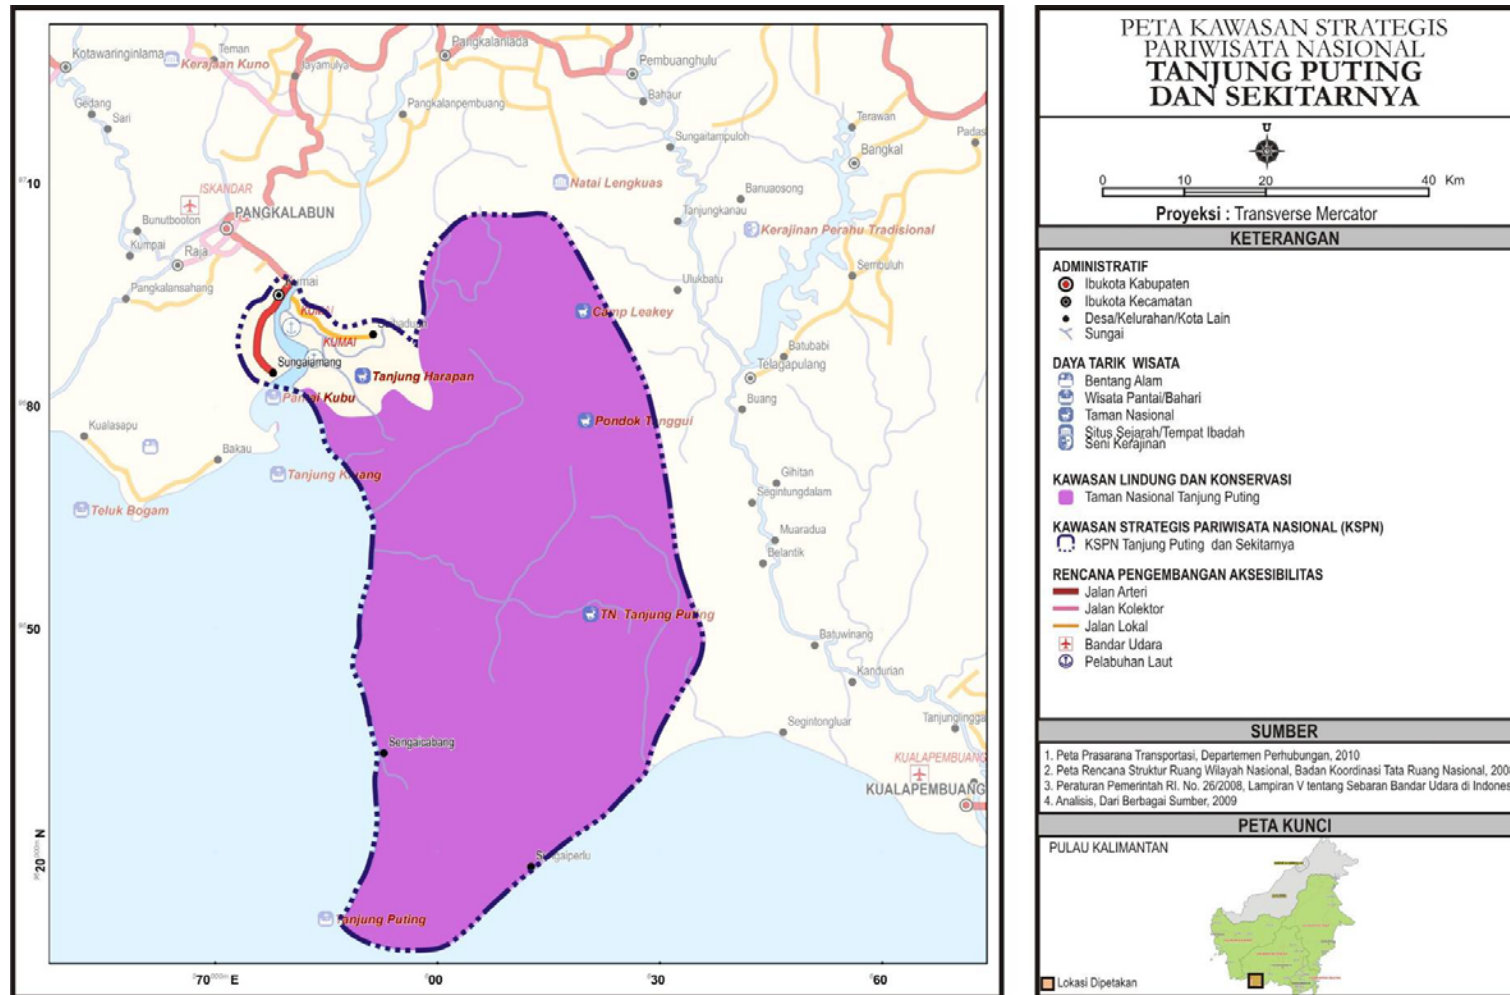 PETA KAWASAN STRATEGIS
PARIWISATA NASIONAL
TANJUNG PUTING
DAN SEKITARNYA
U
0 10 20 40 Km
Proyeksi : Transverse Mercator
KETERANGAN
ADMINISTRATIF
Ibukota Kabupaten
Ibukota Kecamatan
Desa/Kelurahan/Kota Lain
Sungai
DAYA TARIK WISATA
Bentang Alam
Wisata Pantai/Bahari
Taman Nasional
Situs Sejarah/Tempat Ibadah
Seni Kerajinan
KAWASAN LINDUNG DAN KONSERVASI
Taman Nasional Tanjung Puting
KAWASAN STRATEGIS PARIWISATA NASIONAL (KSPN)
KSPN Tanjung Puting dan Sekitarnya
RENCANA PENGEMBANGAN AKSESIBILITAS
Jalan Arteri
Jalan Kolektor
Jalan Lokal
Bandar Udara
Pelabuhan Laut
SUMBER
1. Peta Prasarana Transportasi, Departemen Perhubungan, 2010
2. Peta Rencana Struktur Ruang Wilayah Nasional, Badan Koordinasi Tata Ruang Nasional, 200
3. Peraturan Pemerintah RI. No. 26/2008, Lampiran V tentang Sebaran Bandar Udara di Indones
4. Analisis, Dari Berbagai Sumber, 2009
PETA KUNCI
PULAU KALIMANTAN
Lokasi Dipetakan
Kotawaringinlama
Teman
Kerajaan Kuno
Jayamulya
Pangkalanlada
Pembuanghulu
Gedang
Sari
Pangkalanpembuang
Bahaur
Sungaitampuloh
Terawan
Bangkal
Padas
10
ISKANDAR
PANGKALABUN
Natai Lengkuas
Banuaosong
Bunutbooton
Tanjungkanau
Kerajinan Perahu Tradisional
Kumpai
Raja
Sembuluh
Pangkalansahang
Kumai
Ulukbatu
KUMAI
KUMAI
Camp Leakey
Batubabi
Sungaiamang
Tanjung Harapan
Telagapulang
80
Pantai Kubu
Buang
Kualasapu
Pondok Tanggui
Bakau
Tanjung Kluang
Gihitan
Segintungdalam
Teluk Bogam
Muaradua
Belantik
50
TN. Tanjung Puting
Batuwinang
Kandurian
Segintongluar
Tanjunglingga
Sengaicabang
KUALAPEMBUANG
KUALAPEMBUANG
20 N
Sungaiperlu
Tanjung Puting
70 E
00
30
60